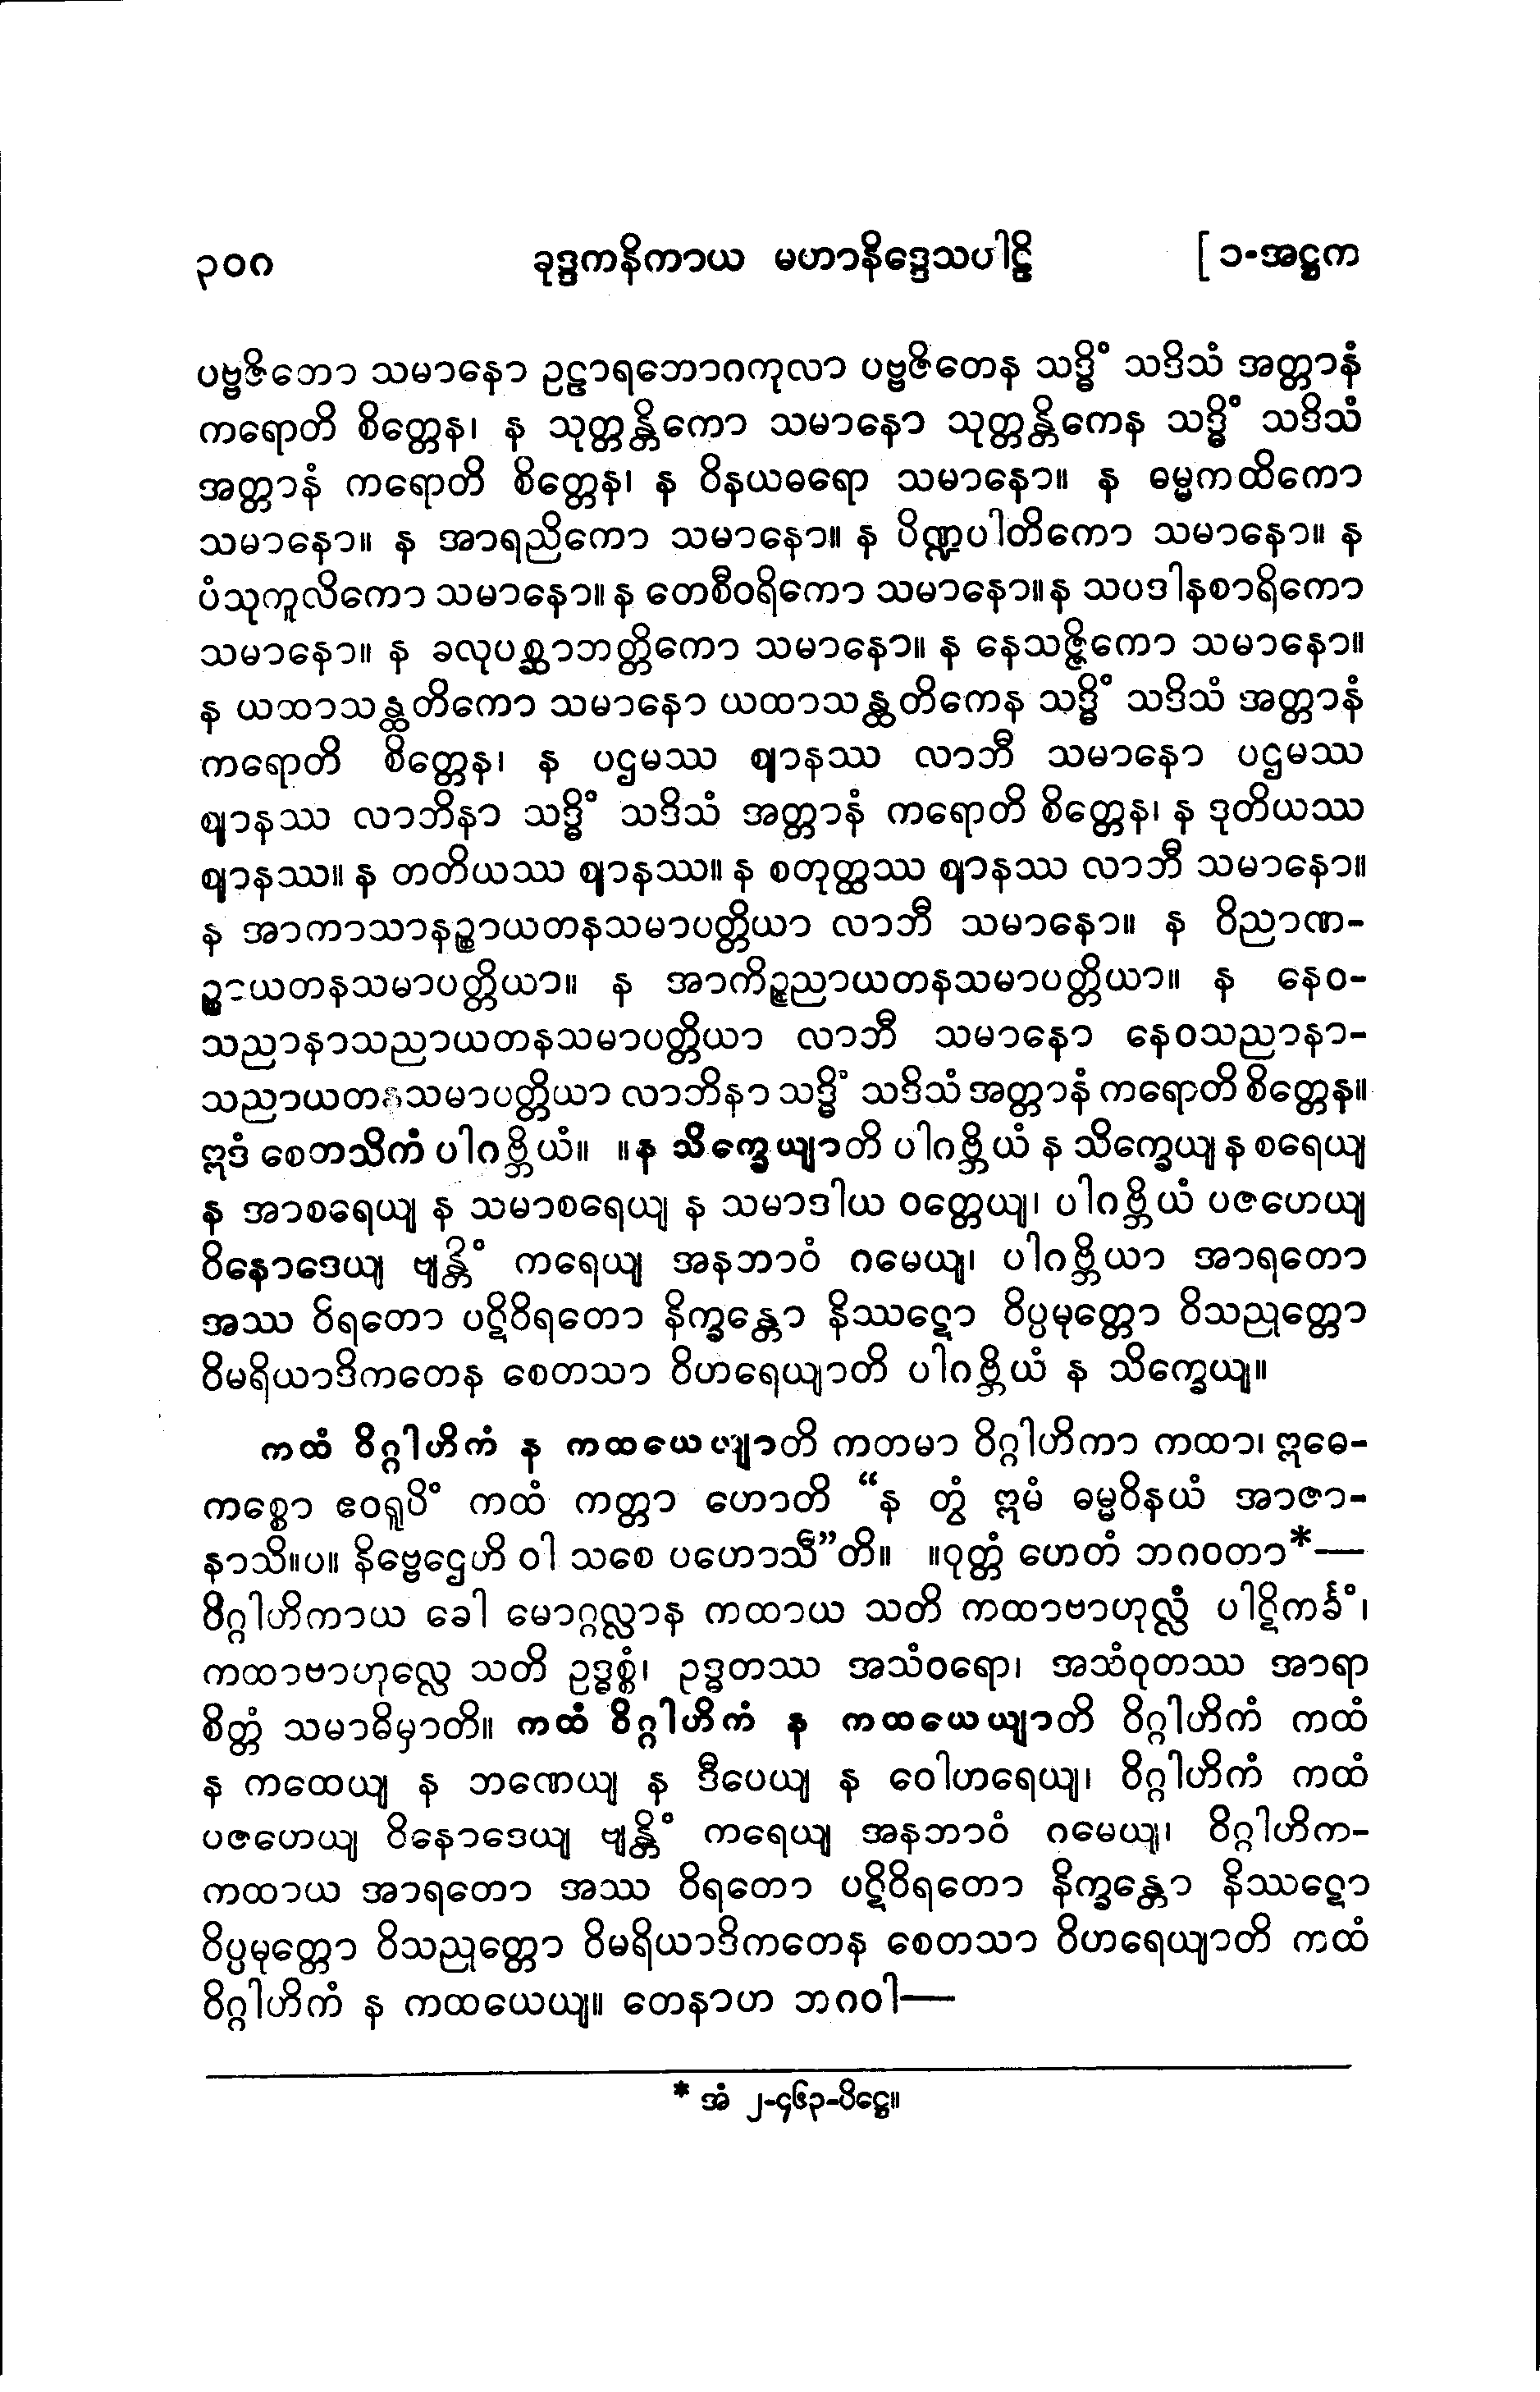 ၃၀ဂ ခုဒ္ဒကနိကာယ မဟာနိဒ္ဒေသပါဠိ [ ၁-အဋ္ဌက
ပဗ္ဗဇိတော သမာနော ဥဠာရဘောဂကုလာ ပဗ္ဗဇိတေန သဒ္ဓိံ သဒိသံ အတ္တာနံ
ကရောတိ စိတ္တေန၊ န သုတ္တန္တိကော သမာနော သုတ္တန္တိကေန သဒ္ဓိံ သဒိသံ
အတ္တာနံ ကရောတိ စိတ္တေန၊ န ဝိနယဓရော သမာနော။ န ဓမ္မကထိကော
သမာနော။ န အာရညိကော သမာနော။ န ပိဏ္ဍပါတိကော သမာနော။ န
ပံသုကူလိကော သမာနော။ န တေစီဝရိကော သမာနော။ န သပဒါနစာရိကော
သမာနော။ န ခလုပစ္ဆာဘတ္တိကော သမာနော။ န နေသဇ္ဇိကော သမာနော။
န ယထာသန္ထတိကော သမာနော ယထာသန္ထတိကေန သဒ္ဓိံ သဒိသံ အတ္တာနံ
ကရောတိ စိတ္တေန၊ န ပဌမဿ ဈာနဿ လာဘီ သမာနော ပဌမဿ
ဈာနဿ လာဘိနာ သဒ္ဓိံ သဒိသံ အတ္တာနံ ကရောတိ စိတ္တေန၊ န ဒုတိယဿ
ဈာနဿ။ န တတိယဿ ဈာနဿ။ န စတုတ္ထဿ ဈာနဿ လာဘီ သမာနော။
န အာကာသာနဉ္စာယတနသမာပတ္တိယာ လာဘီ သမာနော။ န ဝိညာဏ-
ဉ္စာယတနသမာပတ္တိယာ။ န အာကိဉ္စညာယတနသမာပတ္တိယာ။ န နေဝ-
သညာနာသညာယတနသမာပတ္တိယာ လာဘီ သမာနော နေဝသညာနာ-
သညာယတနသမာပတ္တိယာ လာဘိနာ သဒ္ဓိံ သဒိသံ အတ္တာနံ ကရောတိ စိတ္တေန။
ဣဒံ စေတသိကံ ပါဂဗ္ဘိယံ။ ။န သိက္ခေယျာတိ ပါဂဗ္ဘိယံ န သိက္ခေယျ န စရေယျ
န အာစရေယျ န သမာစရေယျ န သမာဒါယ ဝတ္တေယျ၊ ပါဂဗ္ဘိယံ ပဇဟေယျ
ဝိနောဒေယျ ဗျန္တိံ ကရေယျ အနဘာဝံ ဂမေယျ၊ ပါဂဗ္ဘိယာ အာရတော
အဿ ဝိရတော ပဋိဝိရတော နိက္ခန္တော နိဿဋော ဝိပ္ပမုတ္တော ဝိသညုတ္တော
ဝိမရိယာဒိကတေန စေတသာ ဝိဟရေယျာတိ ပါဂဗ္ဘိယံ န သိက္ခေယျ။
ကထံ ဝိဂ္ဂါဟိကံ န ကထယေယျာတိ ကတမာ ဝိဂ္ဂါဟိကာ ကထာ၊ ဣဓေ-
ကစ္စော ဧဝရူပိံ ကထံ ကတ္တာ ဟောတိ “န တွံ ဣမံ ဓမ္မဝိနယံ အာဇာ-
နာသိ။ပ။ နိဗ္ဗေဌေဟိ ဝါ သစေ ပဟောသီ”တိ။ ။ဝုတ္တံ ဟေတံ ဘဂဝတာ*—
ဝိဂ္ဂါဟိကာယ ခေါ မောဂ္ဂလ္လာန ကထာယ သတိ ကထာဗာဟုလ္လံ ပါဋိကင်္ခံ၊
ကထာဗာဟုလ္လေ သတိ ဥဒ္ဓစ္စံ၊ ဥဒ္ဓတဿ အသံဝရော၊ အသံဝုတဿ အာရာ
စိတ္တံ သမာဓိမှာတိ။ ကထံ ဝိဂ္ဂါဟိကံ န ကထယေယျာတိ ဝိဂ္ဂါဟိကံ ကထံ
န ကထေယျ န ဘဏေယျ န ဒီပေယျ န ဝေါဟရေယျ၊ ဝိဂ္ဂါဟိကံ ကထံ
ပဇဟေယျ ဝိနောဒေယျ ဗျန္တိံ ကရေယျ အနဘာဝံ ဂမေယျ၊ ဝိဂ္ဂါဟိက-
ကထာယ အာရတော အဿ ဝိရတော ပဋိဝိရတော နိက္ခန္တော နိဿဋော
ဝိပ္ပမုတ္တော ဝိသညုတ္တော ဝိမရိယာဒိကတေန စေတသာ ဝိဟရေယျာတိ ကထံ
ဝိဂ္ဂါဟိကံ န ကထယေယျ။ တေနာဟ ဘဂဝါ—
* အံ ၂-၄၆၃-ပိဋ္ဌေ။